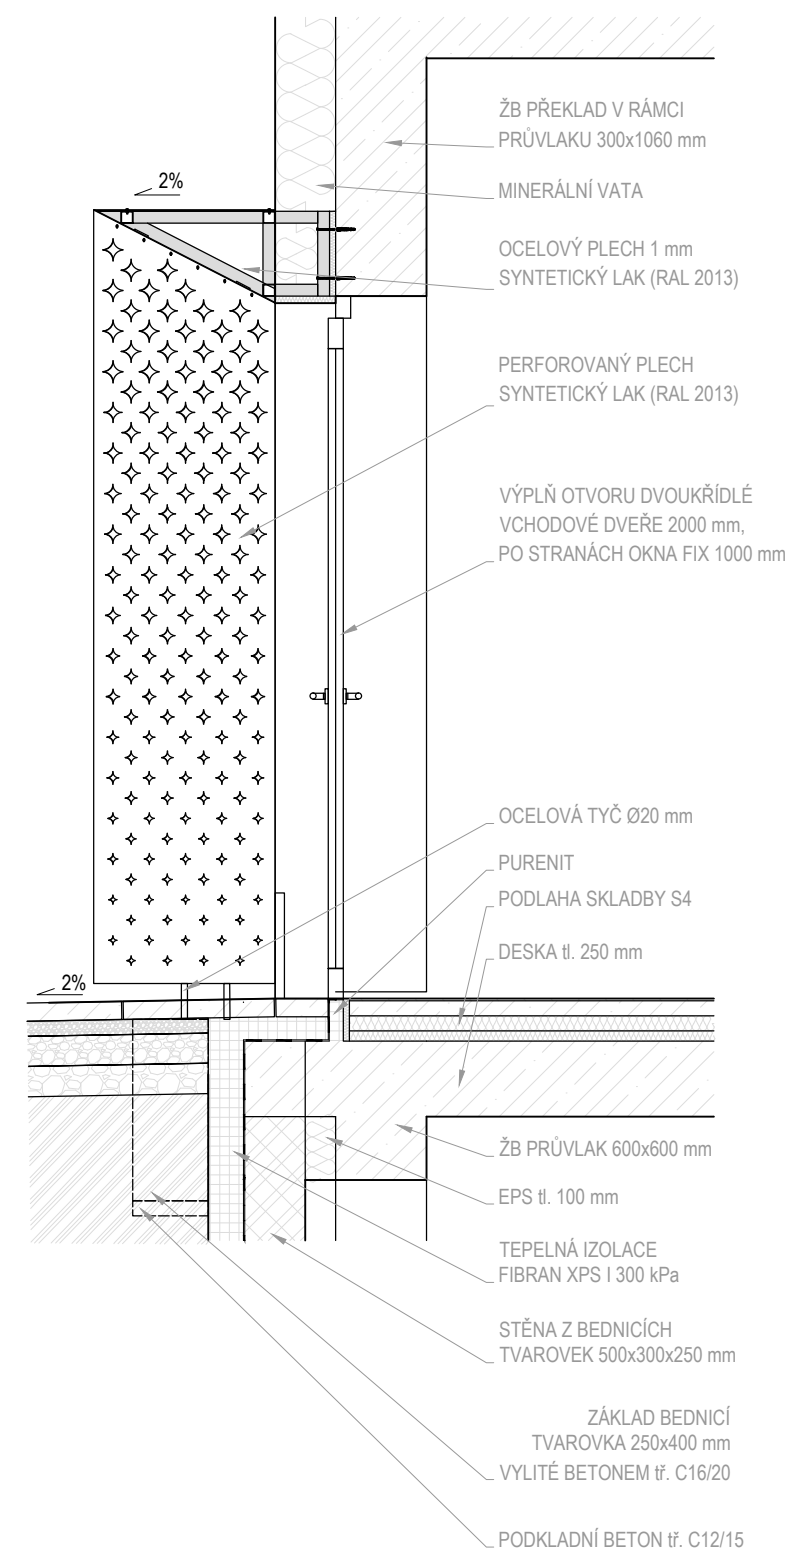 ŽB PŘEKLAD V RÁMCI
PRŮVLAKU 300x1060 mm
2%
MINERÁLNÍ VATA
OCELOVÝ PLECH 1 mm
SYNTETICKÝ LAK (RAL 2013)
PERFOROVANÝ PLECH
SYNTETICKÝ LAK (RAL 2013)
VÝPLŇ OTVORU DVOUKŘÍDLÉ
VCHODOVÉ DVEŘE 2000 mm,
PO STRANÁCH OKNA FIX 1000 mm
OCELOVÁ TYČ Ø20 mm
PURENIT
PODLAHA SKLADBY S4
DESKA tl. 250 mm
2%
ŽB PRŮVLAK 600x600 mm
EPS tl. 100 mm
TEPELNÁ IZOLACE
FIBRAN XPS I 300 kPa
STĚNA Z BEDNICÍCH
TVAROVEK 500x300x250 mm
ZÁKLAD BEDNICÍ
TVAROVKA 250x400 mm
VYLITÉ BETONEM tř. C16/20
PODKLADNÍ BETON tř. C12/15